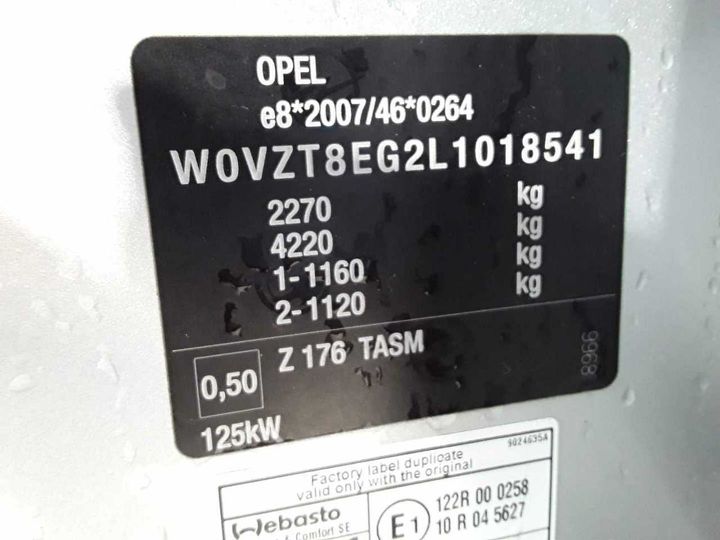 OPEL
e8*2007/46*0264
W0VZT8EG2L1018541
2270 kg
4220 kg
1-1160 kg
2-1120 kg
0,50 Z 176 TASM
8966
125kW
9024635A
Factory label duplicate
valid only with the original
Webasto
& Comfort SE
E1
122R 00 0258
10 R 04 5627